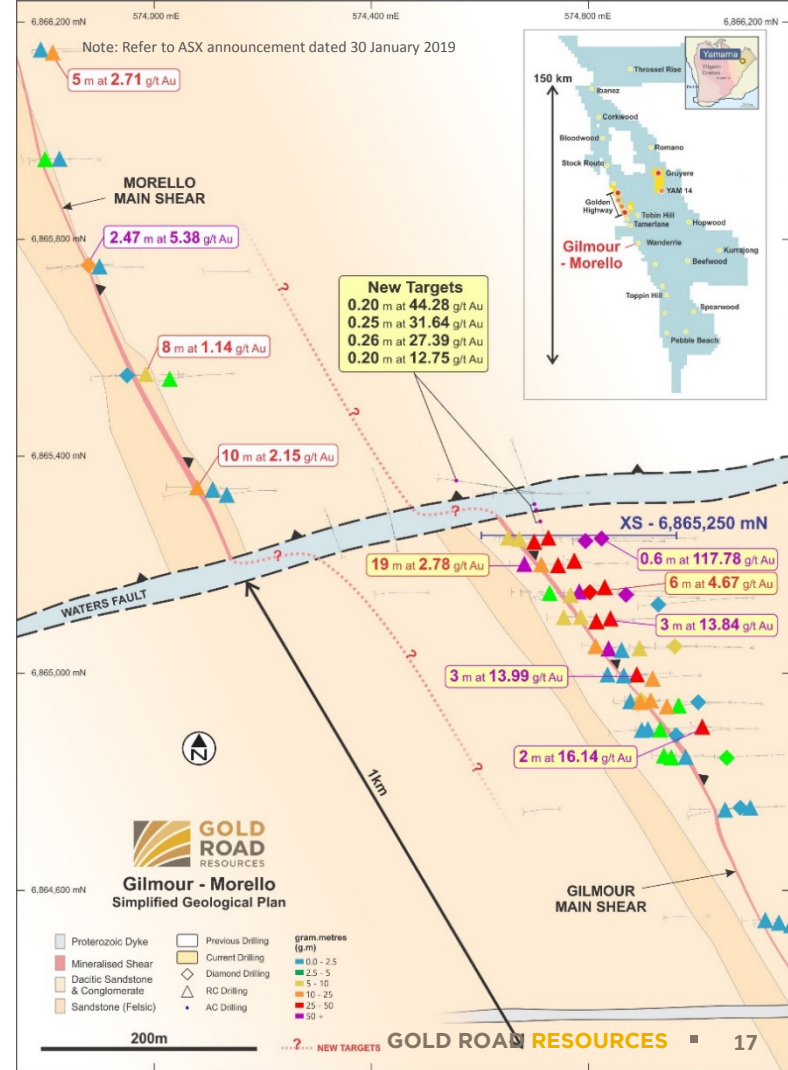 6,866,200 mN
574,000 mE
574,400 mE
574,800 mE
6,866,200 mN
Note: Refer to ASX announcement dated 30 January 2019
5 m at 2.71 g/t Au
MORELLO
MAIN SHEAR
6,865,800 mN
2.47 m at 5.38 g/t Au
8 m at 1.14 g/t Au
6,865,400 mN
10 m at 2.15 g/t Au
?
?
New Targets
0.20 m at 44.28 g/t Au
0.25 m at 31.64 g/t Au
0.26 m at 27.39 g/t Au
0.20 m at 12.75 g/t Au
150 km
Yamarna
Yilgarn
Craton
Throssel Rise
Ibanez
Corkwood
Bloodwood
Romano
Stock Route
Gruyere
YAM 14
Golden
Highway
Tobin Hill
Tamerlane
Hopwood
Gilmour
- Morello
Wanderrie
Kurrajong
Beefwood
Toppin Hill
Spearwood
Pebble Beach
?
?
XS - 6,865,250 mN
0.6 m at 117.78 g/t Au
19 m at 2.78 g/t Au
6 m at 4.67 g/t Au
WATERS FAULT
3 m at 13.84 g/t Au
?
6,865,000 mN
3 m at 13.99 g/t Au
N
2 m at 16.14 g/t Au
?
1km
GOLD
ROAD
RESOURCES
Gilmour - Morello
Simplified Geological Plan
6,864,600 mN
GILMOUR
MAIN SHEAR
Proterozoic Dyke
Mineralised Shear
Dacitic Sandstone
& Conglomerate
Sandstone (Felsic)
Previous Drilling
Current Drilling
Diamond Drilling
RC Drilling
AC Drilling
gram.metres
(g.m)
0.0 - 2.5
2.5 - 5
5 - 10
10 - 25
25 - 50
50 +
200m
? NEW TARGETS
GOLD ROAD RESOURCES ▪ 17